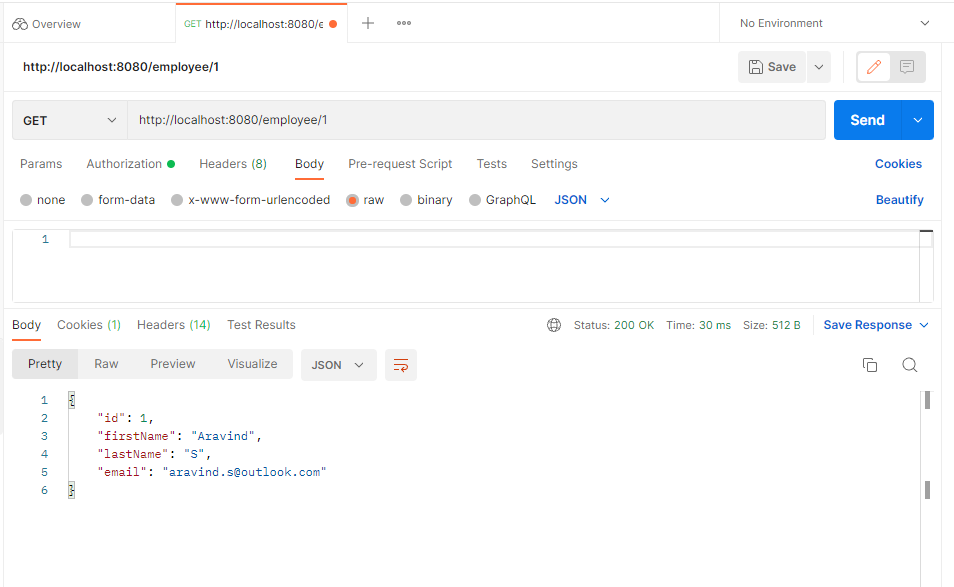 Overview
GET http://localhost:8080/e
No Environment
http://localhost:8080/employee/1
Save
GET
http://localhost:8080/employee/1
Send
Params Authorization Headers (8) Body Pre-request Script Tests Settings Cookies
none form-data x-www-form-urlencoded raw binary GraphQL JSON Beautify
1
Body Cookies (1) Headers (14) Test Results Status: 200 OK Time: 30 ms Size: 512 B Save Response
Pretty Raw Preview Visualize JSON
1 {
2 "id": 1,
3 "firstName": "Aravind",
4 "lastName": "S",
5 "email": "aravind.s@outlook.com"
6 }